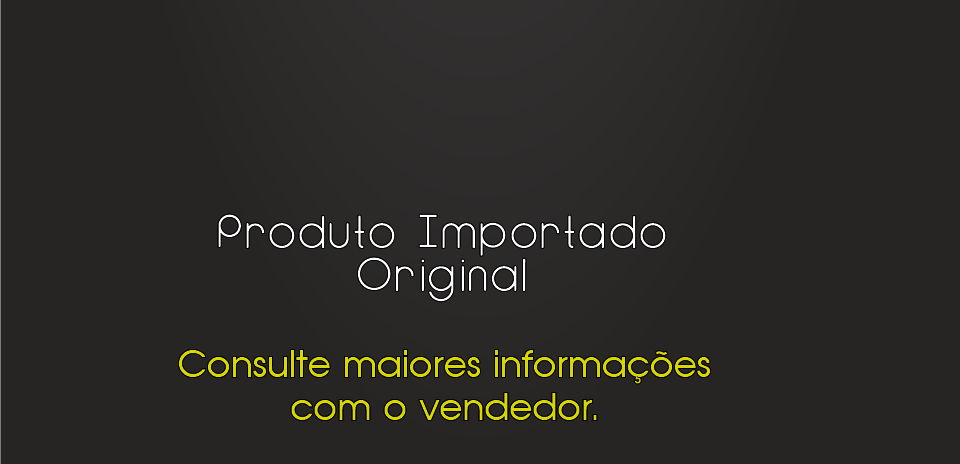 Produto Importado
Original
Consulte maiores informações
com o vendedor.